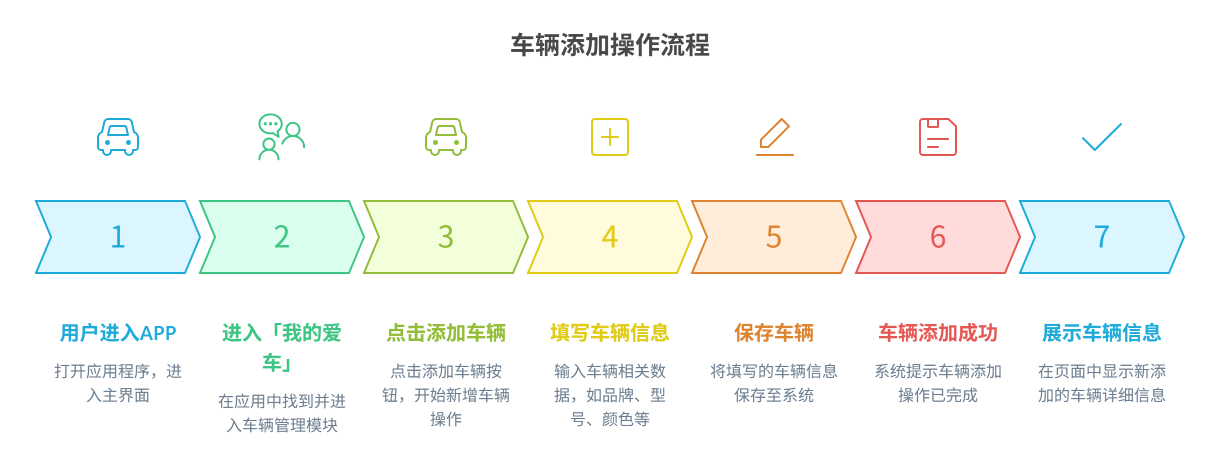 车辆添加操作流程
1
2
3
4
5
6
7
用户进入APP
打开应用程序，进
入主界面
进入「我的爱
车」
在应用中找到并进
入车辆管理模块
点击添加车辆
点击添加车辆按
钮，开始新增车辆
操作
填写车辆信息
输入车辆相关数
据，如品牌、型
号、颜色等
保存车辆
将填写的车辆信息
保存至系统
车辆添加成功
系统提示车辆添加
操作已完成
展示车辆信息
在页面中显示新添
加的车辆详细信息